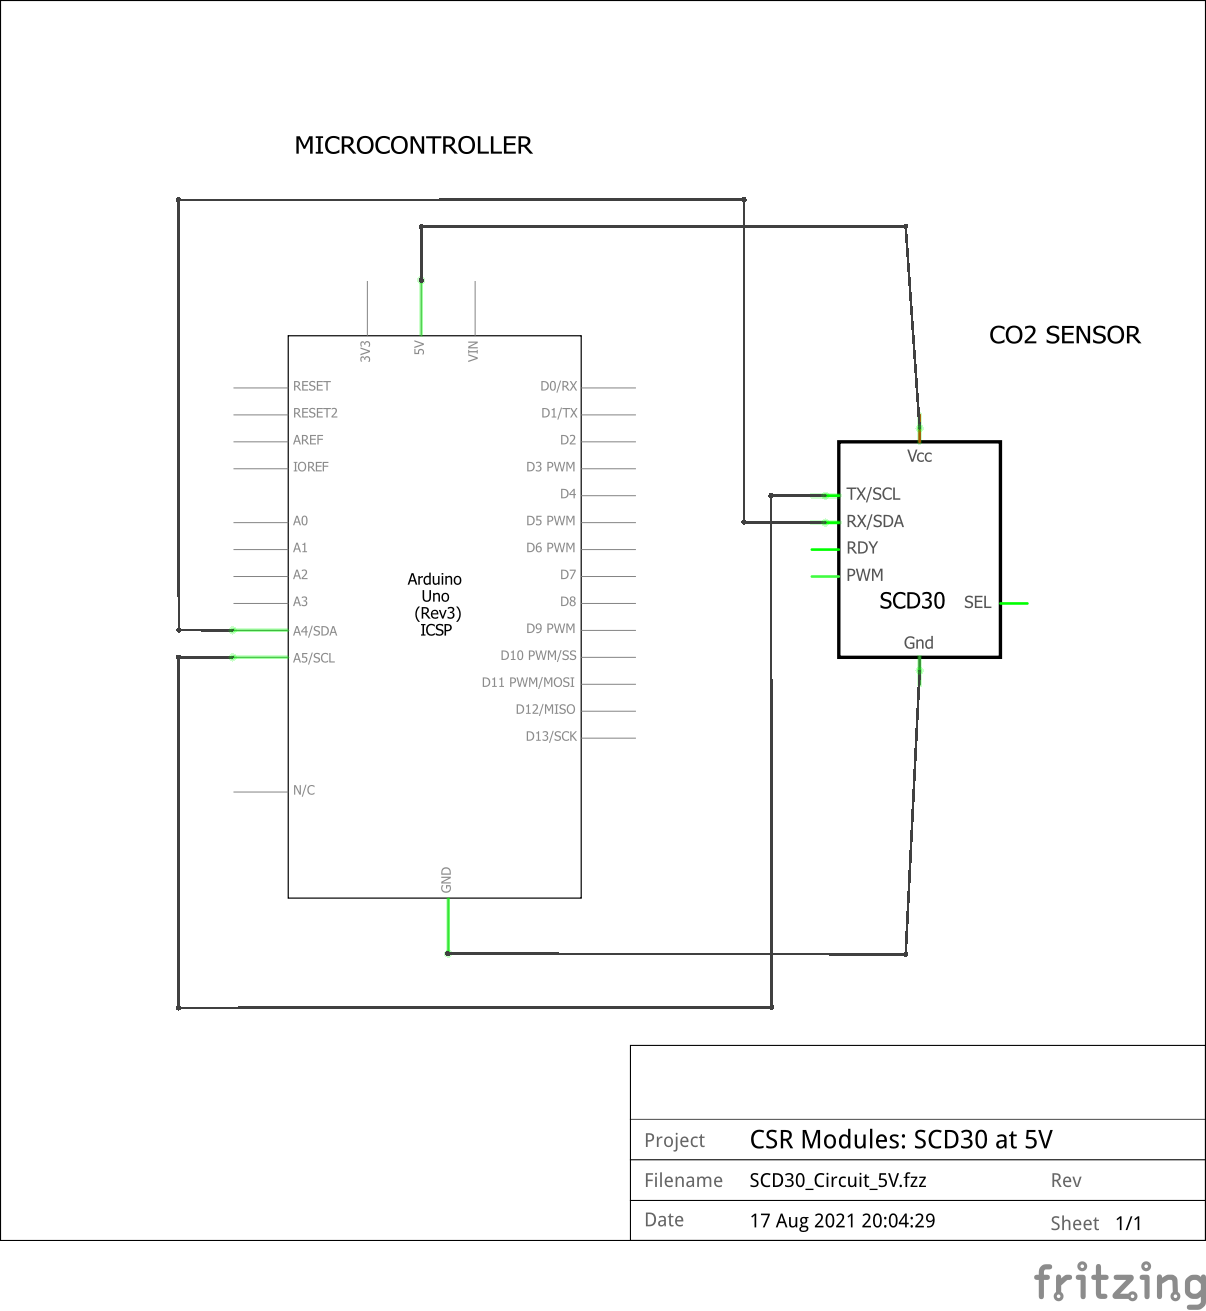 MICROCONTROLLER
CO2 SENSOR
3V3
5V
VIN
RESET
RESET2
AREF
IOREF
A0
A1
A2
A3
A4/SDA
A5/SCL
N/C
GND
Arduino
Uno
(Rev3)
ICSP
D0/RX
D1/TX
D2
D3 PWM
D4
D5 PWM
D6 PWM
D7
D8
D9 PWM
D10 PWM/SS
D11 PWM/MOSI
D12/MISO
D13/SCK
Vcc
TX/SCL
RX/SDA
RDY
PWM
SCD30 SEL
Gnd
Project CSR Modules: SCD30 at 5V
Filename SCD30_Circuit_5V.fzz Rev
Date 17 Aug 2021 20:04:29 Sheet 1/1
fritzing